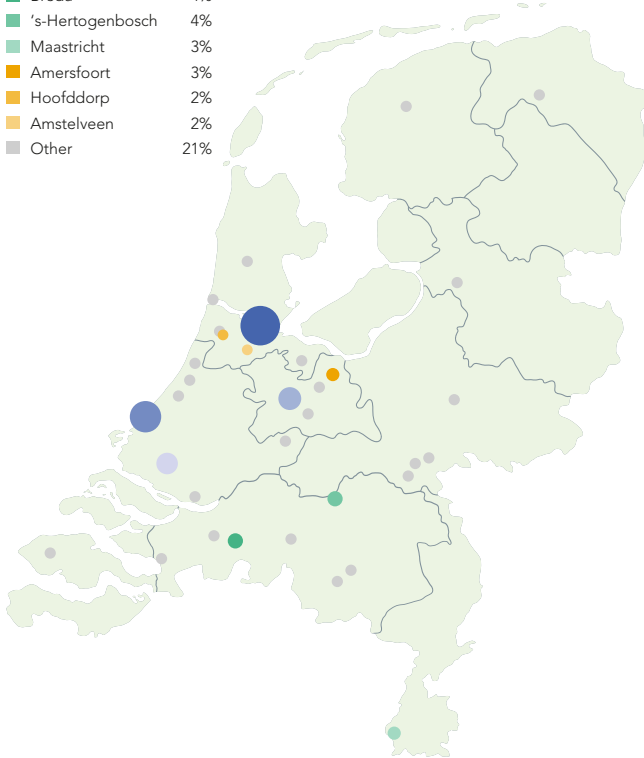 's-Hertogenbosch 4%
Maastricht 3%
Amersfoort 3%
Hoofddorp 2%
Amstelveen 2%
Other 21%